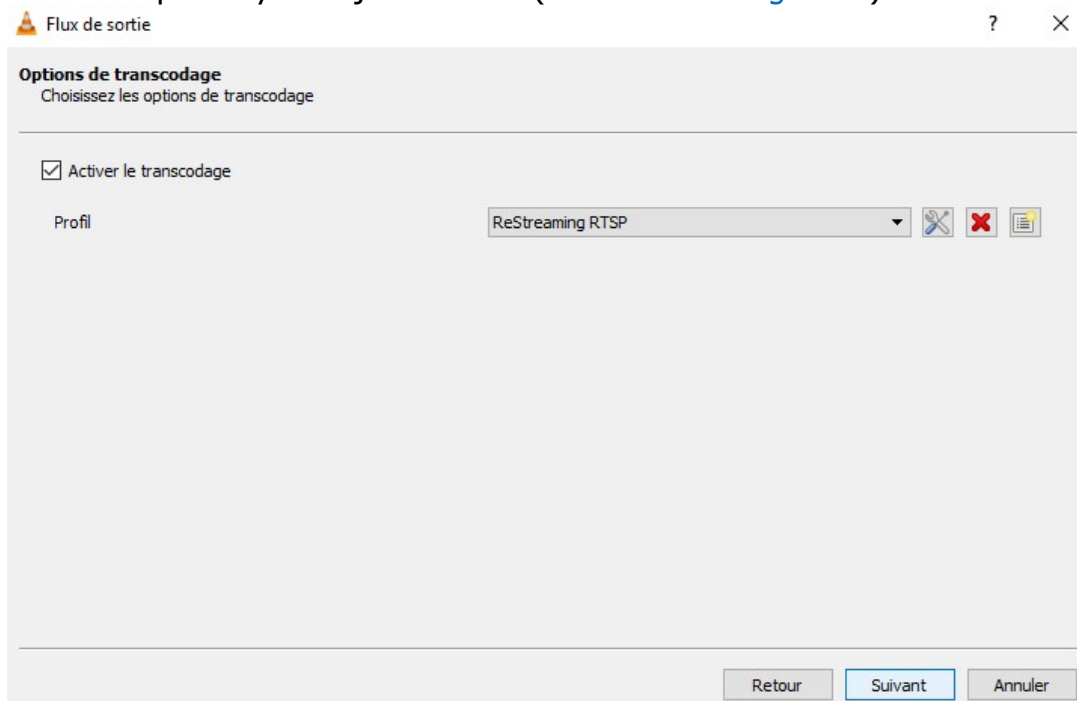 Flux de sortie
Options de transcodage
Choisissez les options de transcodage
Activer le transcodage
Profil ReStreaming RTSP
Retour Suivant Annuler